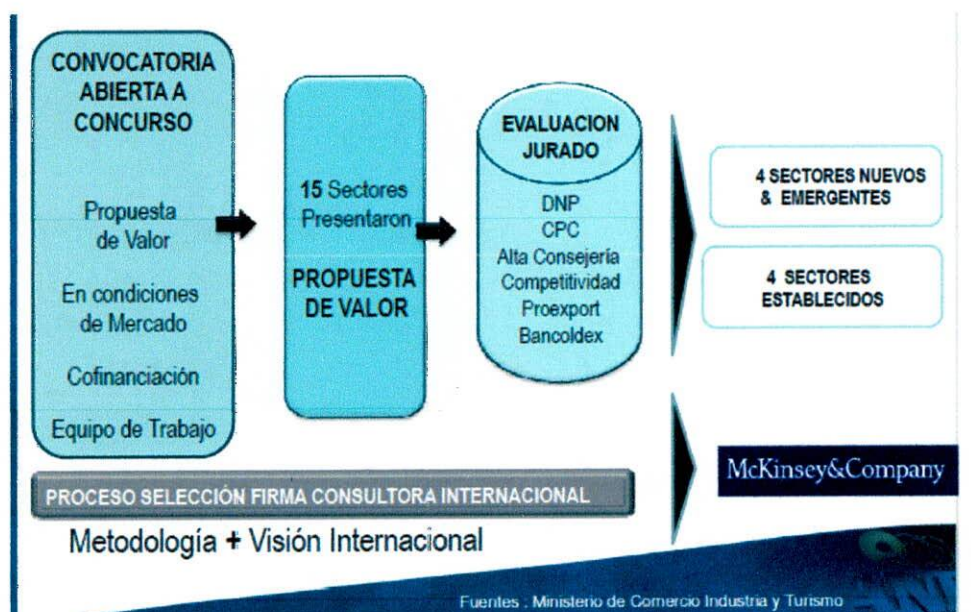 CONVOCATORIA
ABIERTA A
CONCURSO
Propuesta
de Valor
En condiciones
de Mercado
Cofinanciación
Equipo de Trabajo
15 Sectores
Presentaron
PROPUESTA
DE VALOR
EVALUACION
JURADO
DNP
CPC
Alta Consejería
Competitividad
Proexport
Bancoldex
4 SECTORES NUEVOS
& EMERGENTES
4 SECTORES
ESTABLECIDOS
McKinsey&Company
PROCESO SELECCIÓN FIRMA CONSULTORA INTERNACIONAL
Metodología + Visión Internacional
Fuentes : Ministerio de Comercio Industria y Turismo